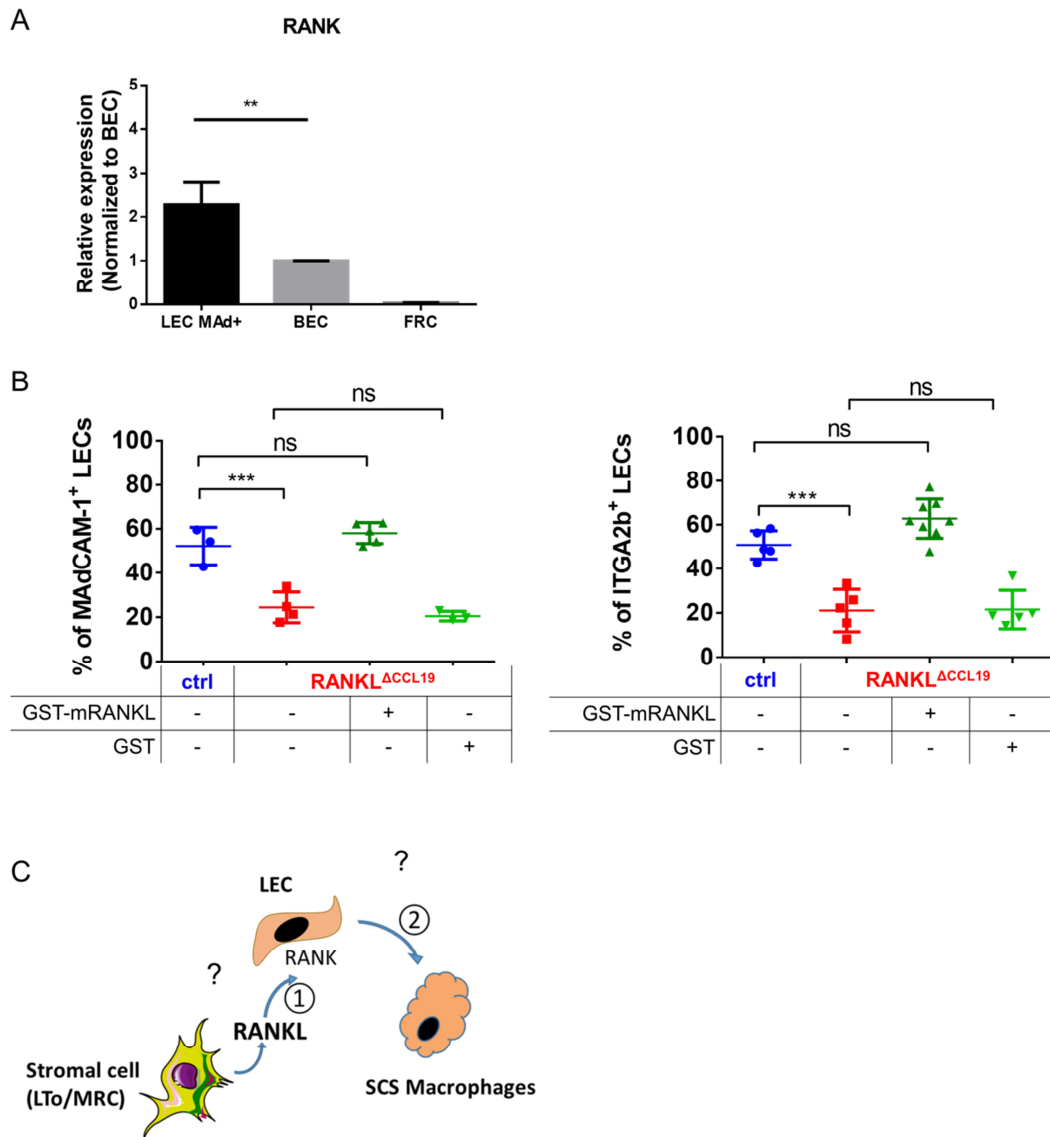 A
RANK
Relative expression
(Normalized to BEC)
5
4
3
2
1
0
**
LEC MAd+ BEC FRC
B
% of MAdCAM-1+ LECs
100
80
60
40
20
0
ns
ns
***
ctrl RANKLΔCCL19
GST-mRANKL - - + -
GST - - - +
% of ITGA2b+ LECs
100
80
60
40
20
0
ns
ns
***
ctrl RANKLΔCCL19
GST-mRANKL - - + -
GST - - - +
C
?
LEC
2
RANK
?
1
RANKL
Stromal cell
(LTo/MRC)
SCS Macrophages